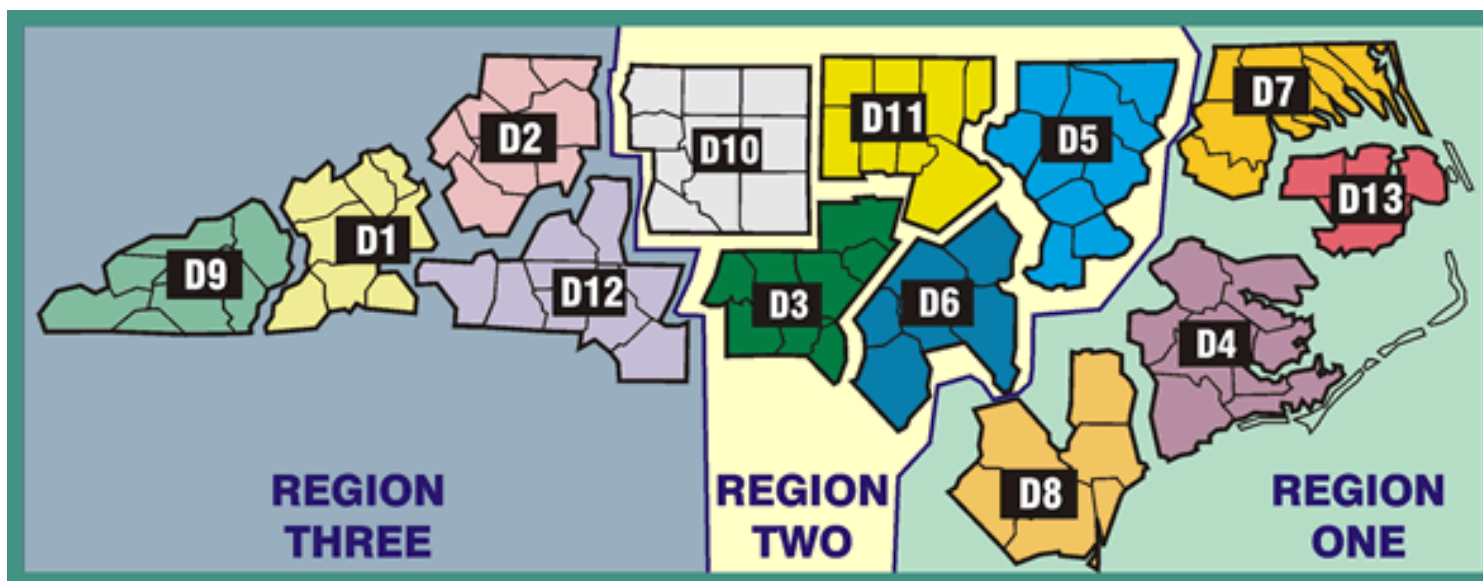 D7
D11
D5
D2
D10
D13
D1
D9
D12
D3
D6
D4
D8
REGION
THREE
REGION
TWO
REGION
ONE